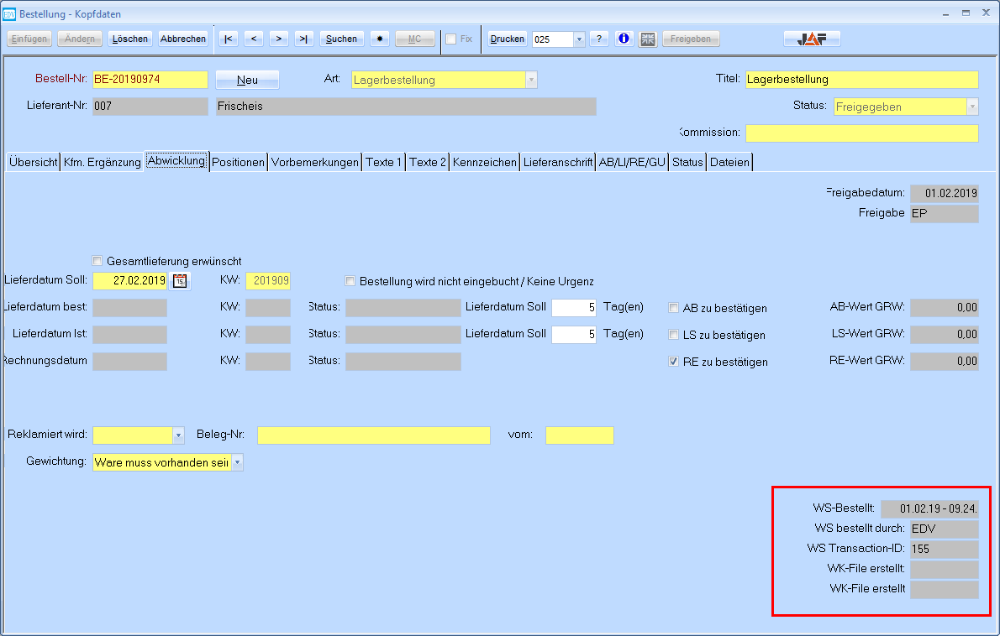 EDV Bestellung - Kopfdaten
Einfügen Ändern Löschen Abbrechen |< < > >| Suchen * MC Fix Drucken 025 ? Freigeben JAF
Bestell-Nr: BE-20190974 Neu Art: Lagerbestellung Titel: Lagerbestellung
Lieferant-Nr: 007 Frischeis Status: Freigegeben
Kommission:
Übersicht Kfm. Ergänzung Abwicklung Positionen Vorbemerkungen Texte 1 Texte 2 Kennzeichen Lieferanschrift AB/LI/RE/GU Status Dateien
Freigabedatum: 01.02.2019
Freigabe EP
Gesamtlieferung erwünscht
Lieferdatum Soll: 27.02.2019 15 KW: 201909 Bestellung wird nicht eingebucht / Keine Urgenz
Lieferdatum best: KW: Status: Lieferdatum Soll 5 Tag(en) AB zu bestätigen AB-Wert GRW: 0,00
Lieferdatum Ist: KW: Status: Lieferdatum Soll 5 Tag(en) LS zu bestätigen LS-Wert GRW: 0,00
Rechnungsdatum KW: Status: RE zu bestätigen RE-Wert GRW: 0,00
Reklamiert wird: Beleg-Nr: vom:
Gewichtung: Ware muss vorhanden sein
WS-Bestellt: 01.02.19 - 09.24.
WS bestellt durch: EDV
WS Transaction-ID: 155
WK-File erstellt:
WK-File erstellt